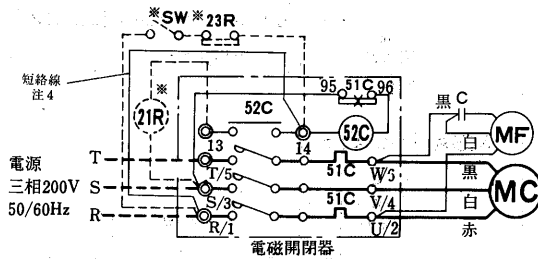 ※SW ※23R
短絡線
注4
※
21R
95 51C 96
52C
52C
13
14
黒 C
白
MF
電源
三相200V
50/60Hz
T
T/5
51C
W/6
黒
S
S/3
51C
V/4
白
MC
R
R/1
U/2
赤
電磁開閉器